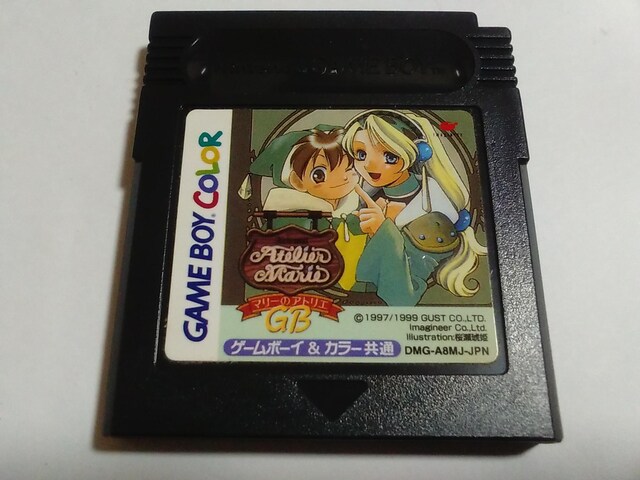 GAME BOY COLOR
Atelier
Marie
マリーのアトリエ
GB
©1997/1999 GUST CO.,LTD.
Imagineer Co.,Ltd.
Illustration:桜瀬琥姫
ゲームボーイ & カラー共通
DMG-A8MJ-JPN